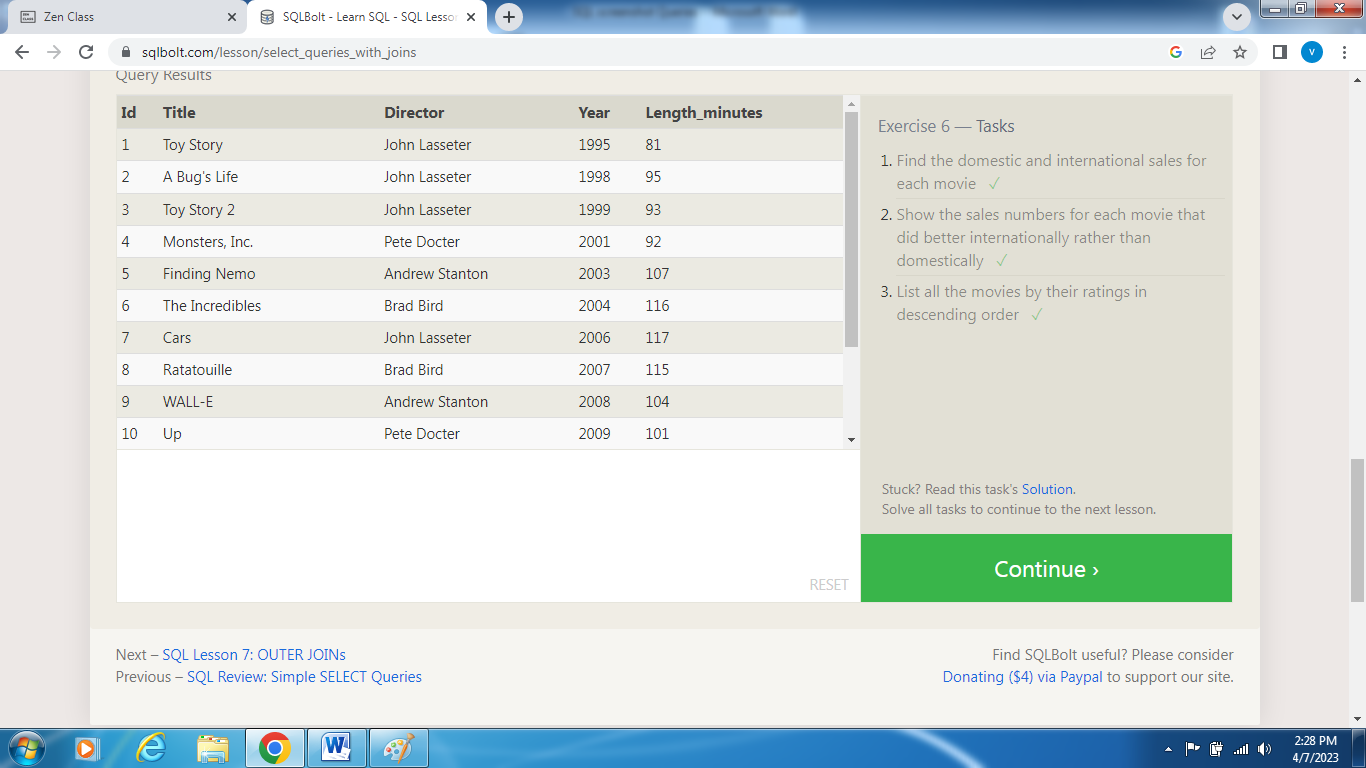 Zen Class
SQLBolt - Learn SQL - SQL Lesson
sqlbolt.com/lesson/select_queries_with_joins
V
Query Results
Id Title Director Year Length_minutes
1 Toy Story John Lasseter 1995 81
2 A Bug's Life John Lasseter 1998 95
3 Toy Story 2 John Lasseter 1999 93
4 Monsters, Inc. Pete Docter 2001 92
5 Finding Nemo Andrew Stanton 2003 107
6 The Incredibles Brad Bird 2004 116
7 Cars John Lasseter 2006 117
8 Ratatouille Brad Bird 2007 115
9 WALL-E Andrew Stanton 2008 104
10 Up Pete Docter 2009 101
RESET
Exercise 6 — Tasks
1. Find the domestic and international sales for
each movie ✓
2. Show the sales numbers for each movie that
did better internationally rather than
domestically ✓
3. List all the movies by their ratings in
descending order ✓
Stuck? Read this task's Solution.
Solve all tasks to continue to the next lesson.
Continue ›
Next – SQL Lesson 7: OUTER JOINs
Previous – SQL Review: Simple SELECT Queries
Find SQLBolt useful? Please consider
Donating ($4) via Paypal to support our site.
2:28 PM
4/7/2023